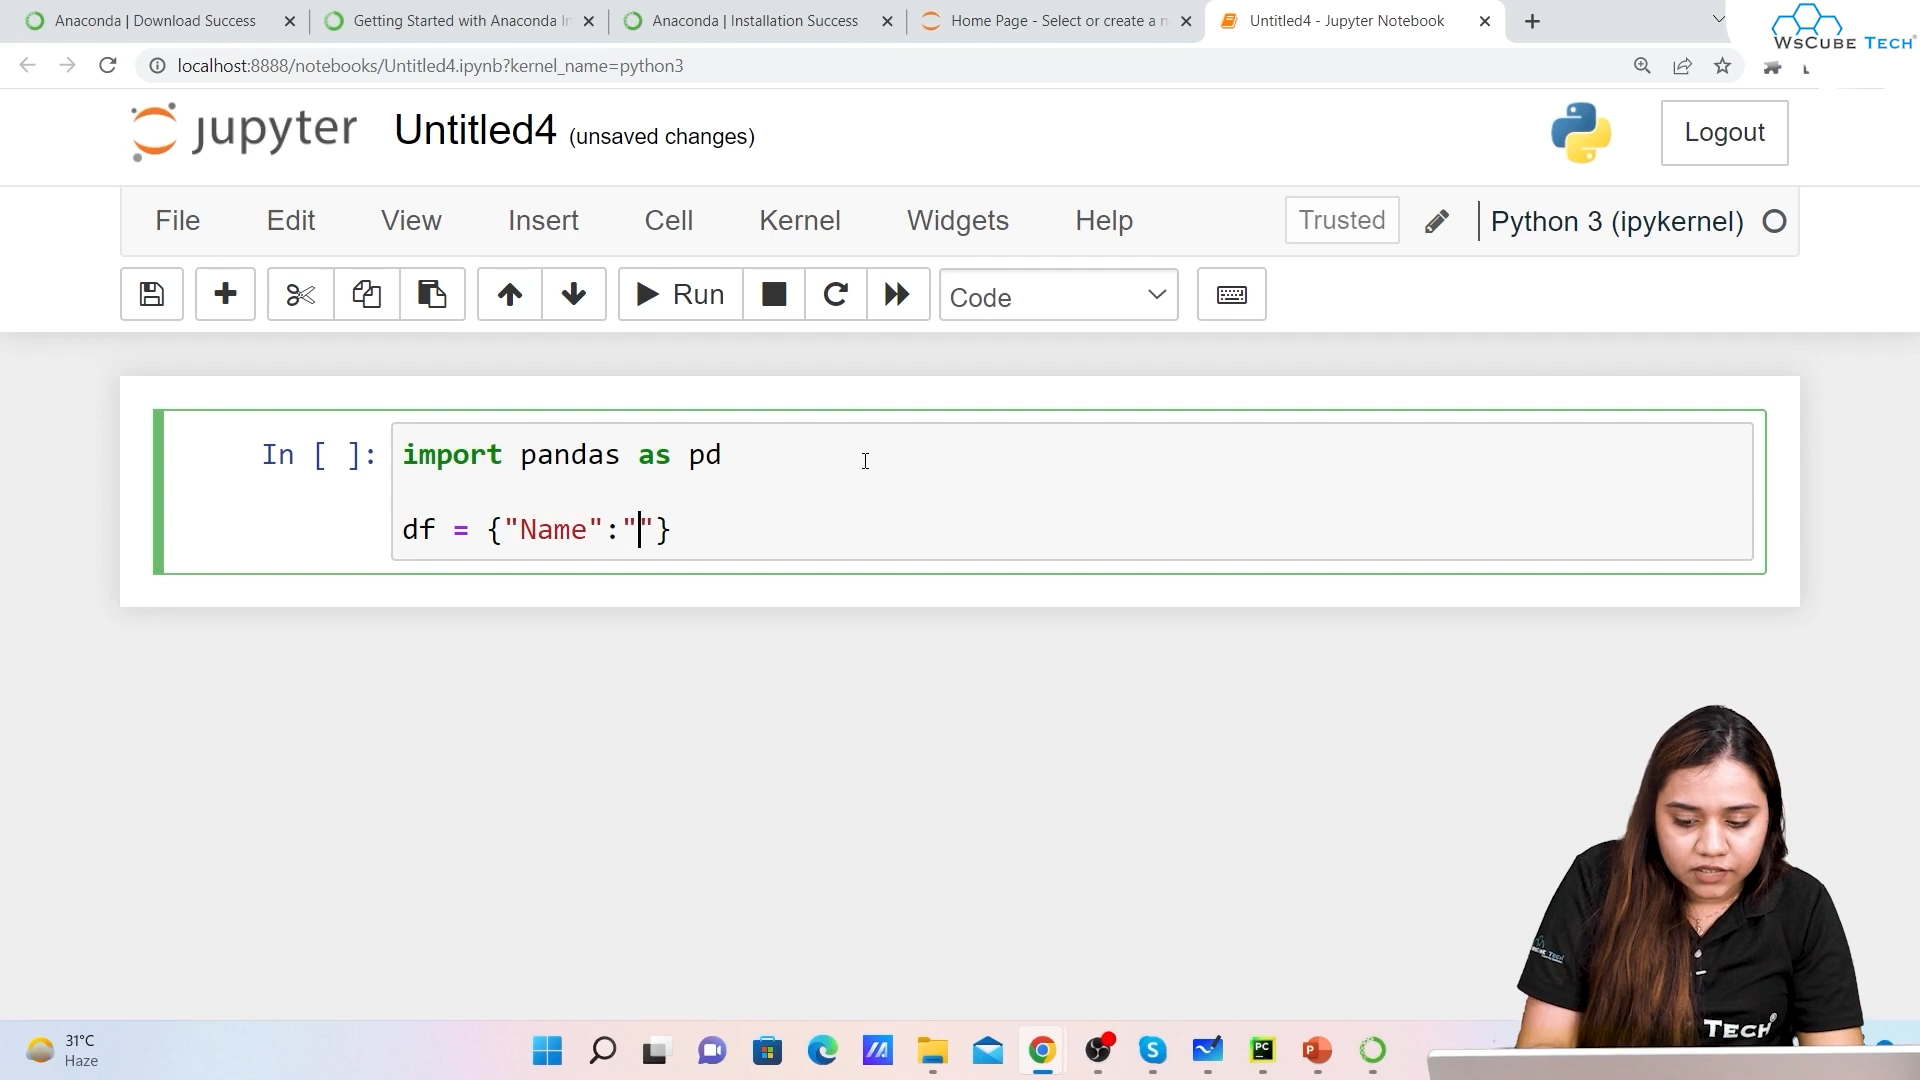 Anaconda | Download Success
Getting Started with Anaconda In
Anaconda | Installation Success
Home Page - Select or create a n
Untitled4 - Jupyter Notebook
WsCube Tech
localhost:8888/notebooks/Untitled4.ipynb?kernel_name=python3
jupyter Untitled4 (unsaved changes)
Logout
File Edit View Insert Cell Kernel Widgets Help Trusted Python 3 (ipykernel)
Run Code
In [ ]: import pandas as pd
df = {"Name":""}
31°C
Haze
PC
P
TECH